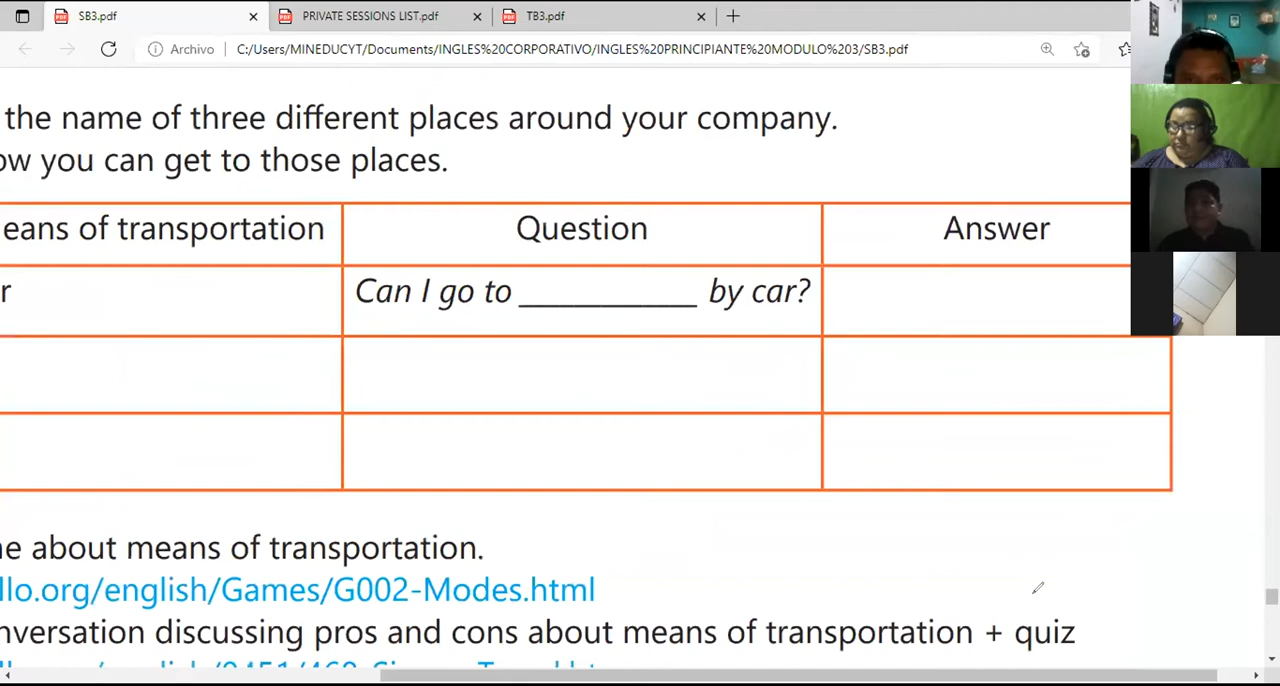 SB3.pdf
PRIVATE SESSIONS LIST.pdf
TB3.pdf
Archivo
C:/Users/MINEDUCYT/Documents/INGLES%20CORPORATIVO/INGLES%20PRINCIPIANTE%20MODULO%203/SB3.pdf
the name of three different places around your company.
ow you can get to those places.
eans of transportation Question Answer
r Can I go to ____________ by car?
e about means of transportation.
llo.org/english/Games/G002-Modes.html
nversation discussing pros and cons about means of transportation + quiz